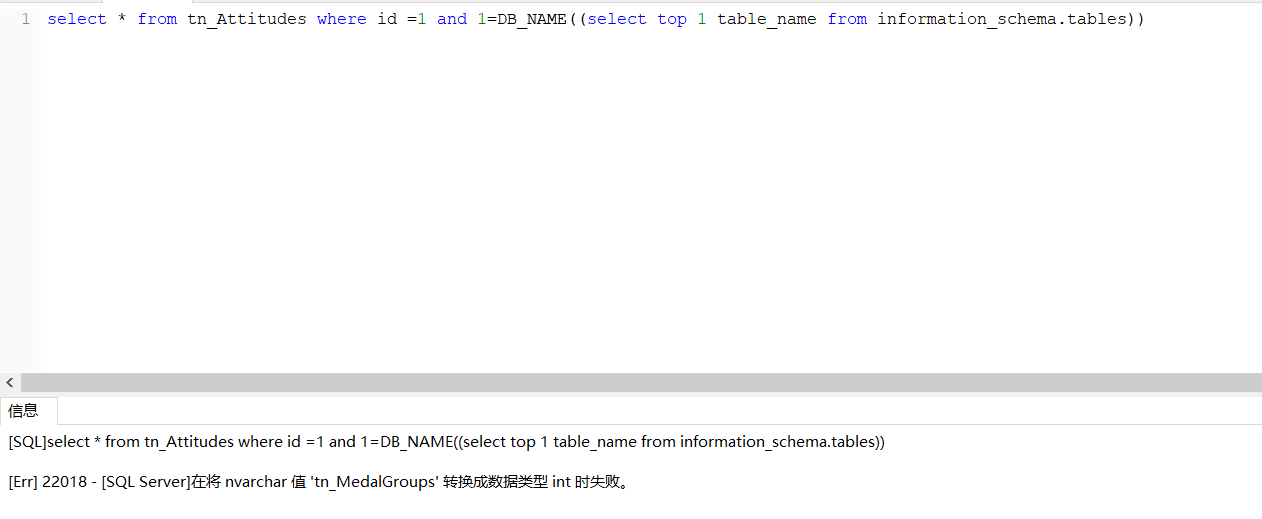 1 select * from tn_Attitudes where id =1 and 1=DB_NAME((select top 1 table_name from information_schema.tables))
信息
[SQL]select * from tn_Attitudes where id =1 and 1=DB_NAME((select top 1 table_name from information_schema.tables))
[Err] 22018 - [SQL Server]在将 nvarchar 值 'tn_MedalGroups' 转换成数据类型 int 时失败。